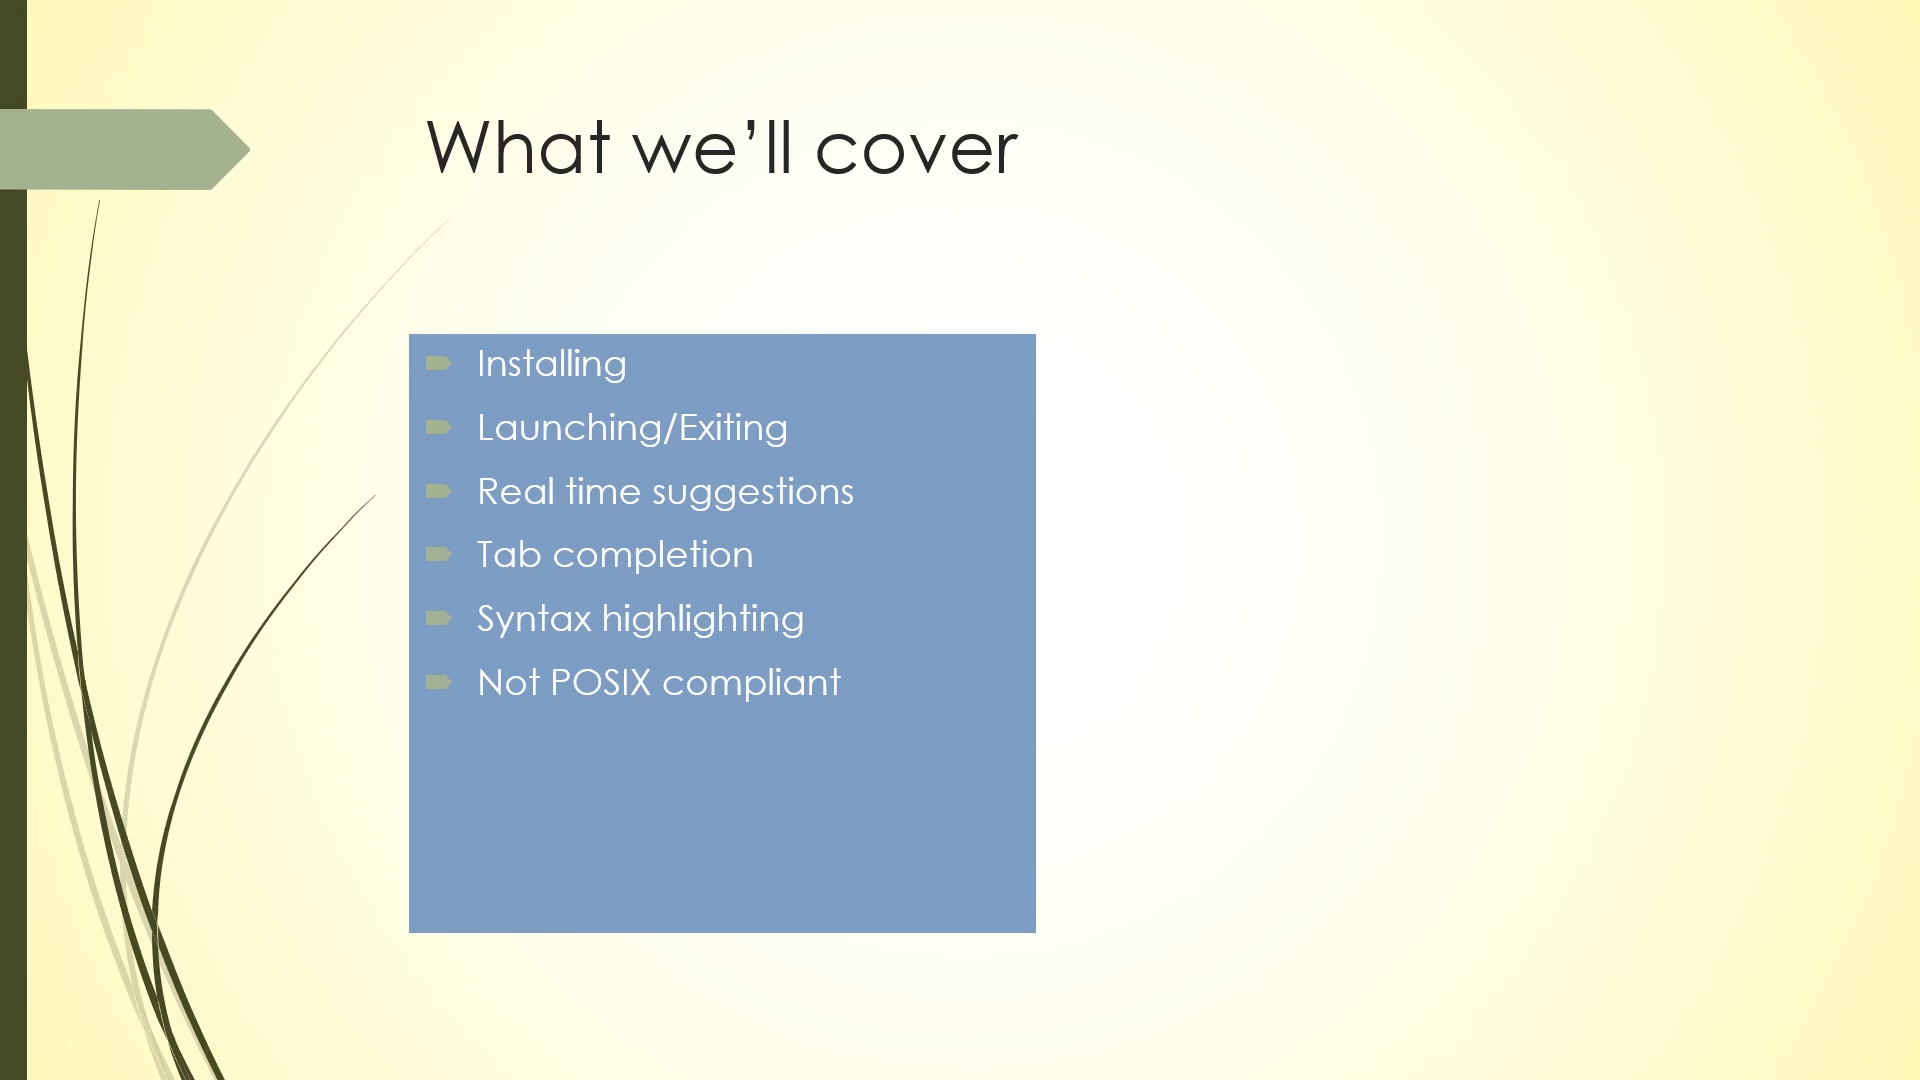 What we’ll cover
Installing
Launching/Exiting
Real time suggestions
Tab completion
Syntax highlighting
Not POSIX compliant